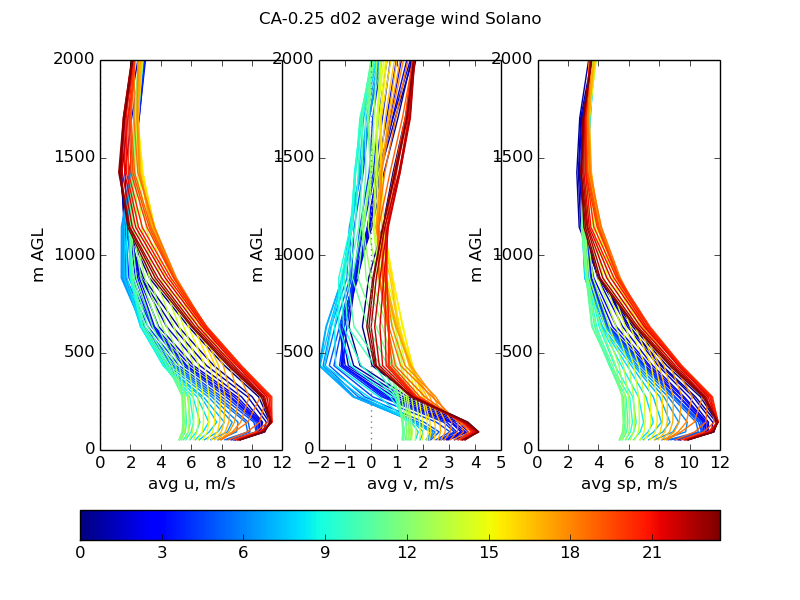 CA-0.25 d02 average wind Solano
2000 2000 2000
1500 1500 1500
m AGL m AGL m AGL
1000 1000 1000
500 500 500
0 0 0
0 2 4 6 8 10 12 −2 −1 0 1 2 3 4 5 0 2 4 6 8 10 12
avg u, m/s avg v, m/s avg sp, m/s
0 3 6 9 12 15 18 21